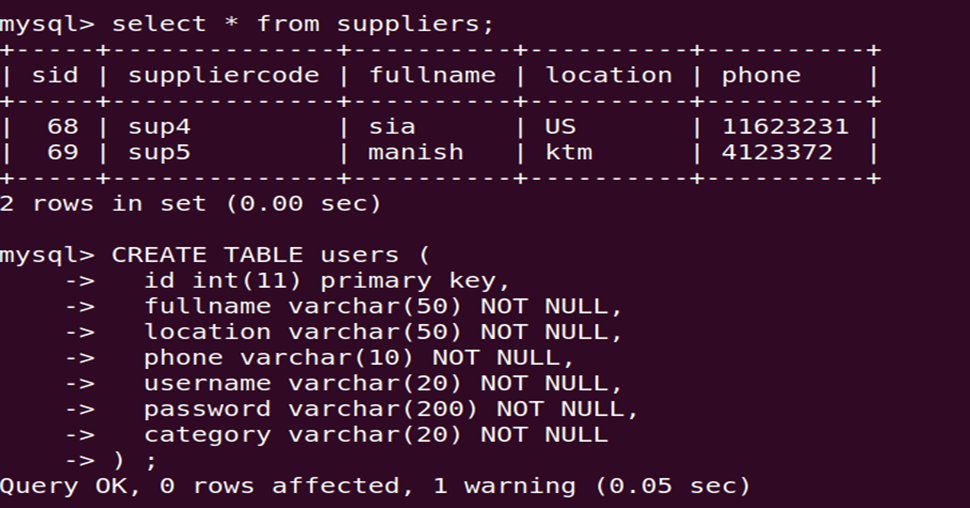 mysql> select * from suppliers;
+-----+--------------+----------+----------+----------+
| sid | suppliercode | fullname | location | phone    |
+-----+--------------+----------+----------+----------+
|  68 | sup4         | sia      | US       | 11623231 |
|  69 | sup5         | manish   | ktm      | 4123372  |
+-----+--------------+----------+----------+----------+
2 rows in set (0.00 sec)
mysql> CREATE TABLE users (
    ->   id int(11) primary key,
    ->   fullname varchar(50) NOT NULL,
    ->   location varchar(50) NOT NULL,
    ->   phone varchar(10) NOT NULL,
    ->   username varchar(20) NOT NULL,
    ->   password varchar(200) NOT NULL,
    ->   category varchar(20) NOT NULL
    -> ) ;
Query OK, 0 rows affected, 1 warning (0.05 sec)